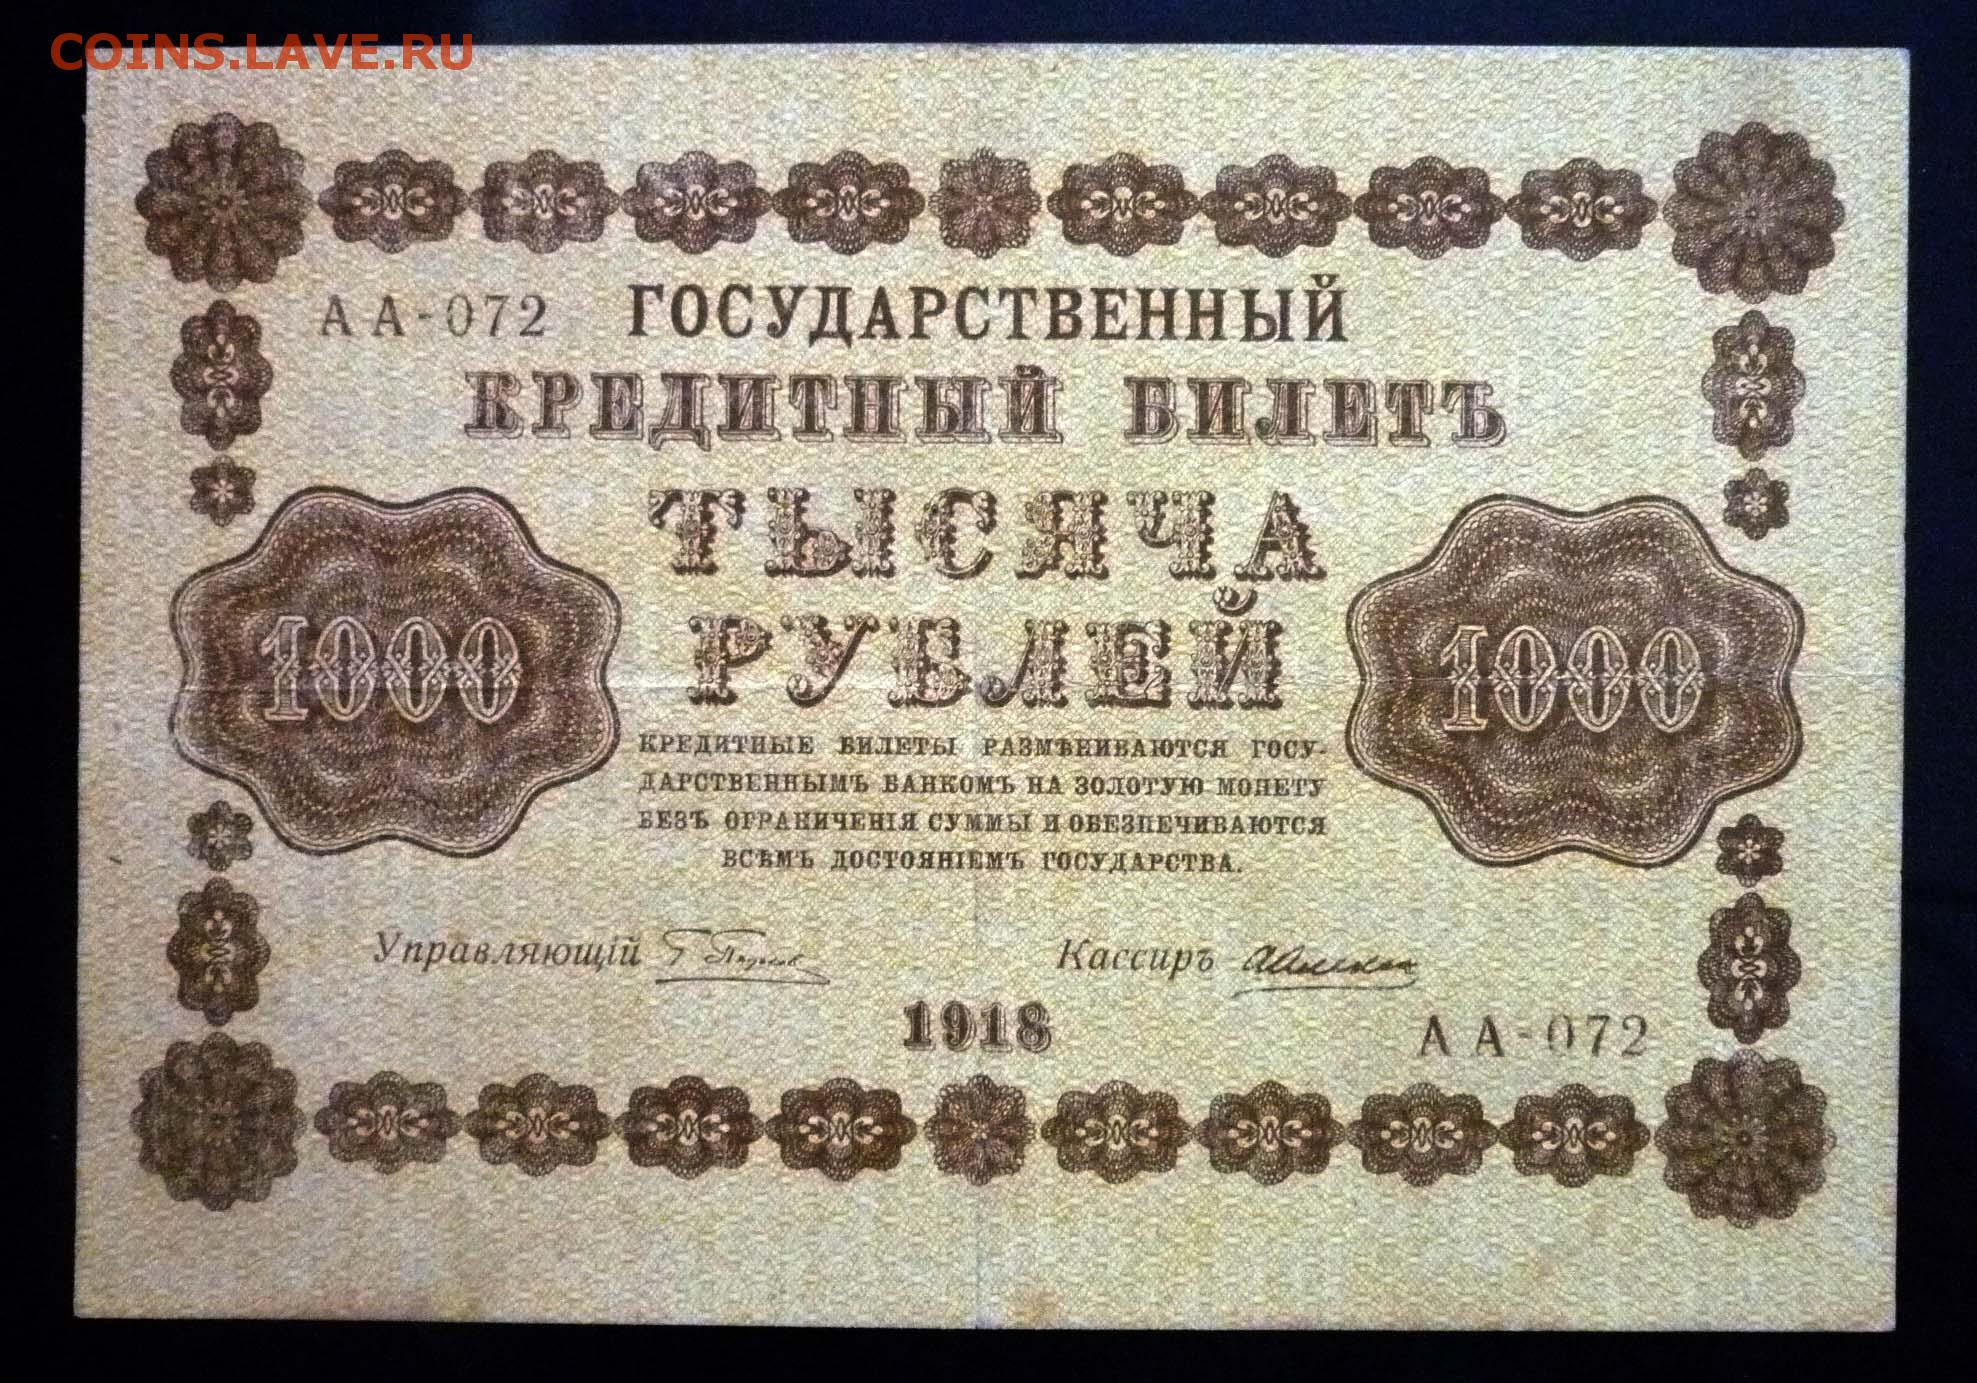 COINS.LAVE.RU
АА-072 ГОСУДАРСТВЕННЫЙ
КРЕДИТНЫЙ БИЛЕТЪ
ТЫСЯЧА
1000 РУБЛЕЙ 1000
КРЕДИТНЫЕ БИЛЕТЫ РАЗМѢНИВАЮТСЯ ГОСУ-
ДАРСТВЕННЫМЪ БАНКОМЪ НА ЗОЛОТУЮ МОНЕТУ
БЕЗЪ ОГРАНИЧЕНІЯ СУММЫ И ОБЕЗПЕЧИВАЮТСЯ
ВСѢМЪ ДОСТОЯНІЕМЪ ГОСУДАРСТВА.
Управляющій Кассиръ
1918
АА-072